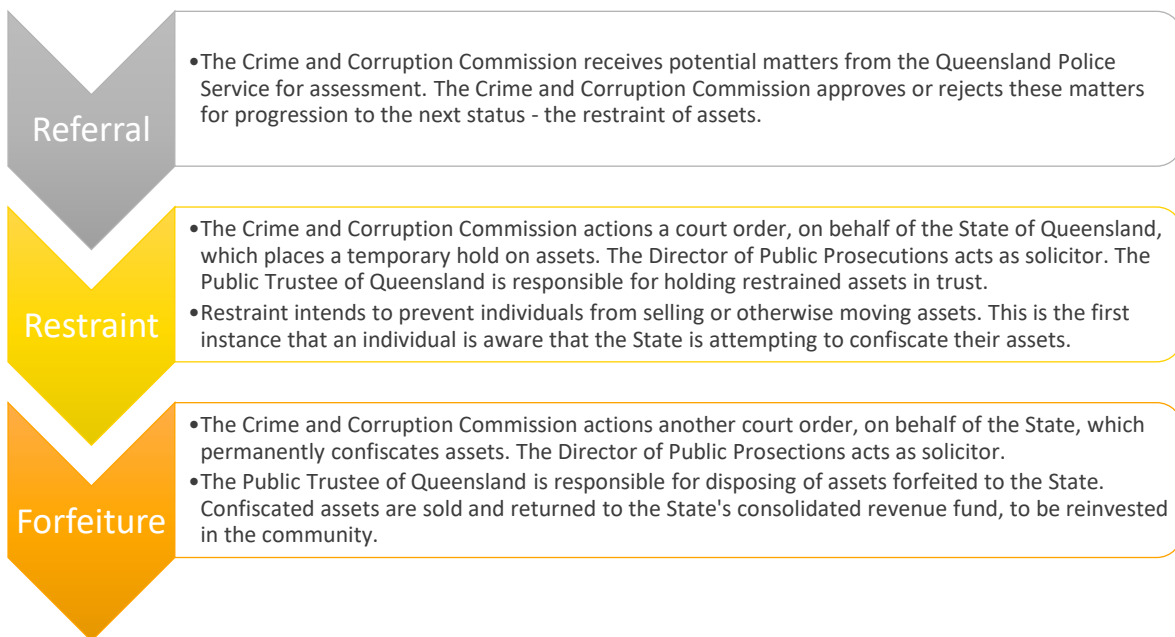 Referral
•The Crime and Corruption Commission receives potential matters from the Queensland Police
Service for assessment. The Crime and Corruption Commission approves or rejects these matters
for progression to the next status - the restraint of assets.
Restraint
•The Crime and Corruption Commission actions a court order, on behalf of the State of Queensland,
which places a temporary hold on assets. The Director of Public Prosecutions acts as solicitor. The
Public Trustee of Queensland is responsible for holding restrained assets in trust.
•Restraint intends to prevent individuals from selling or otherwise moving assets. This is the first
instance that an individual is aware that the State is attempting to confiscate their assets.
Forfeiture
•The Crime and Corruption Commission actions another court order, on behalf of the State, which
permanently confiscates assets. The Director of Public Prosections acts as solicitor.
•The Public Trustee of Queensland is responsible for disposing of assets forfeited to the State.
Confiscated assets are sold and returned to the State's consolidated revenue fund, to be reinvested
in the community.